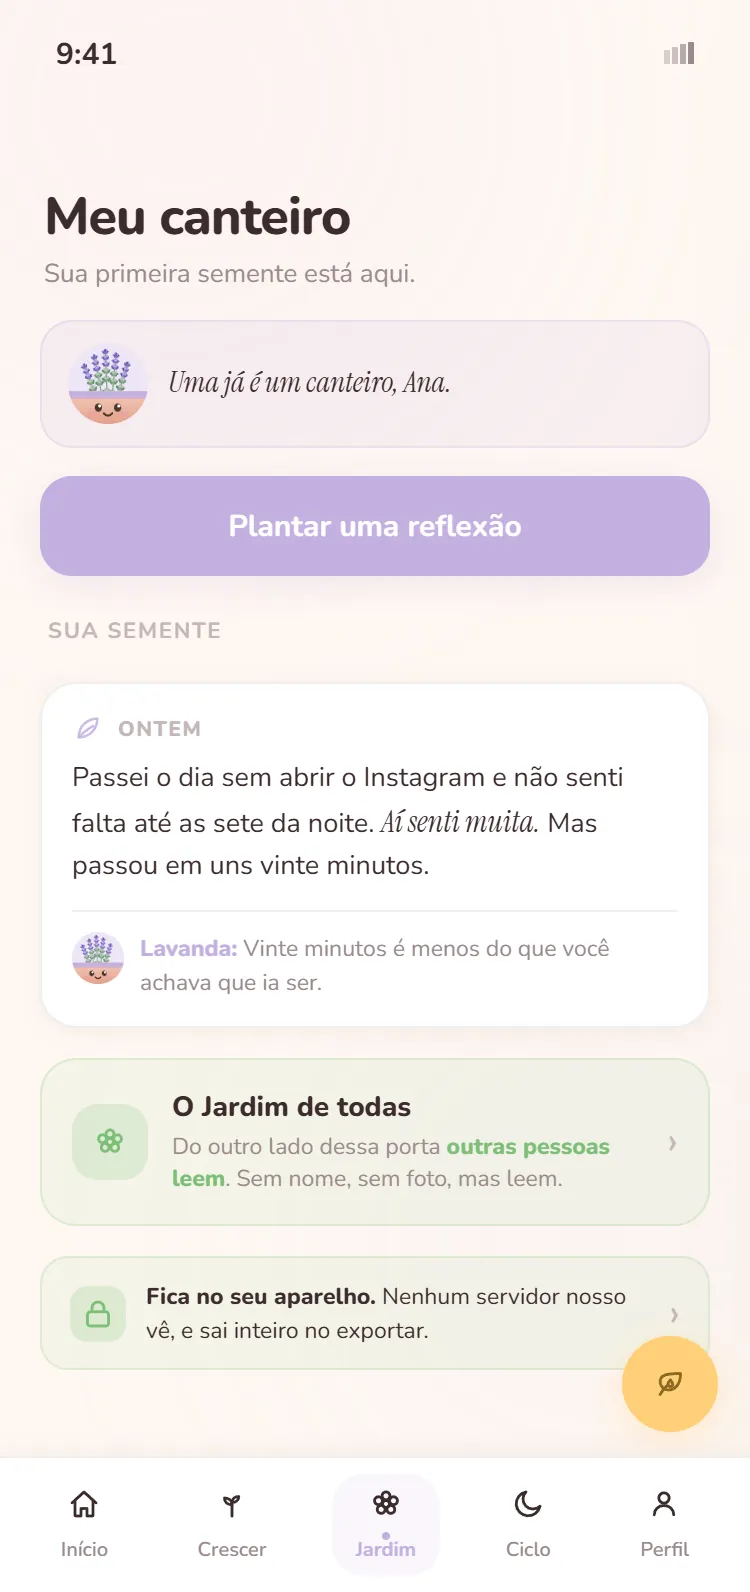 9:41
Meu canteiro
Sua primeira semente está aqui.
Uma já é um canteiro, Ana.
Plantar uma reflexão
SUA SEMENTE
ONTEM
Passei o dia sem abrir o Instagram e não senti
falta até as sete da noite. Aí senti muita. Mas
passou em uns vinte minutos.
Lavanda: Vinte minutos é menos do que você
achava que ia ser.
O Jardim de todas
Do outro lado dessa porta outras pessoas
leem. Sem nome, sem foto, mas leem.
Fica no seu aparelho. Nenhum servidor nosso
vê, e sai inteiro no exportar.
Início
Crescer
Jardim
Ciclo
Perfil